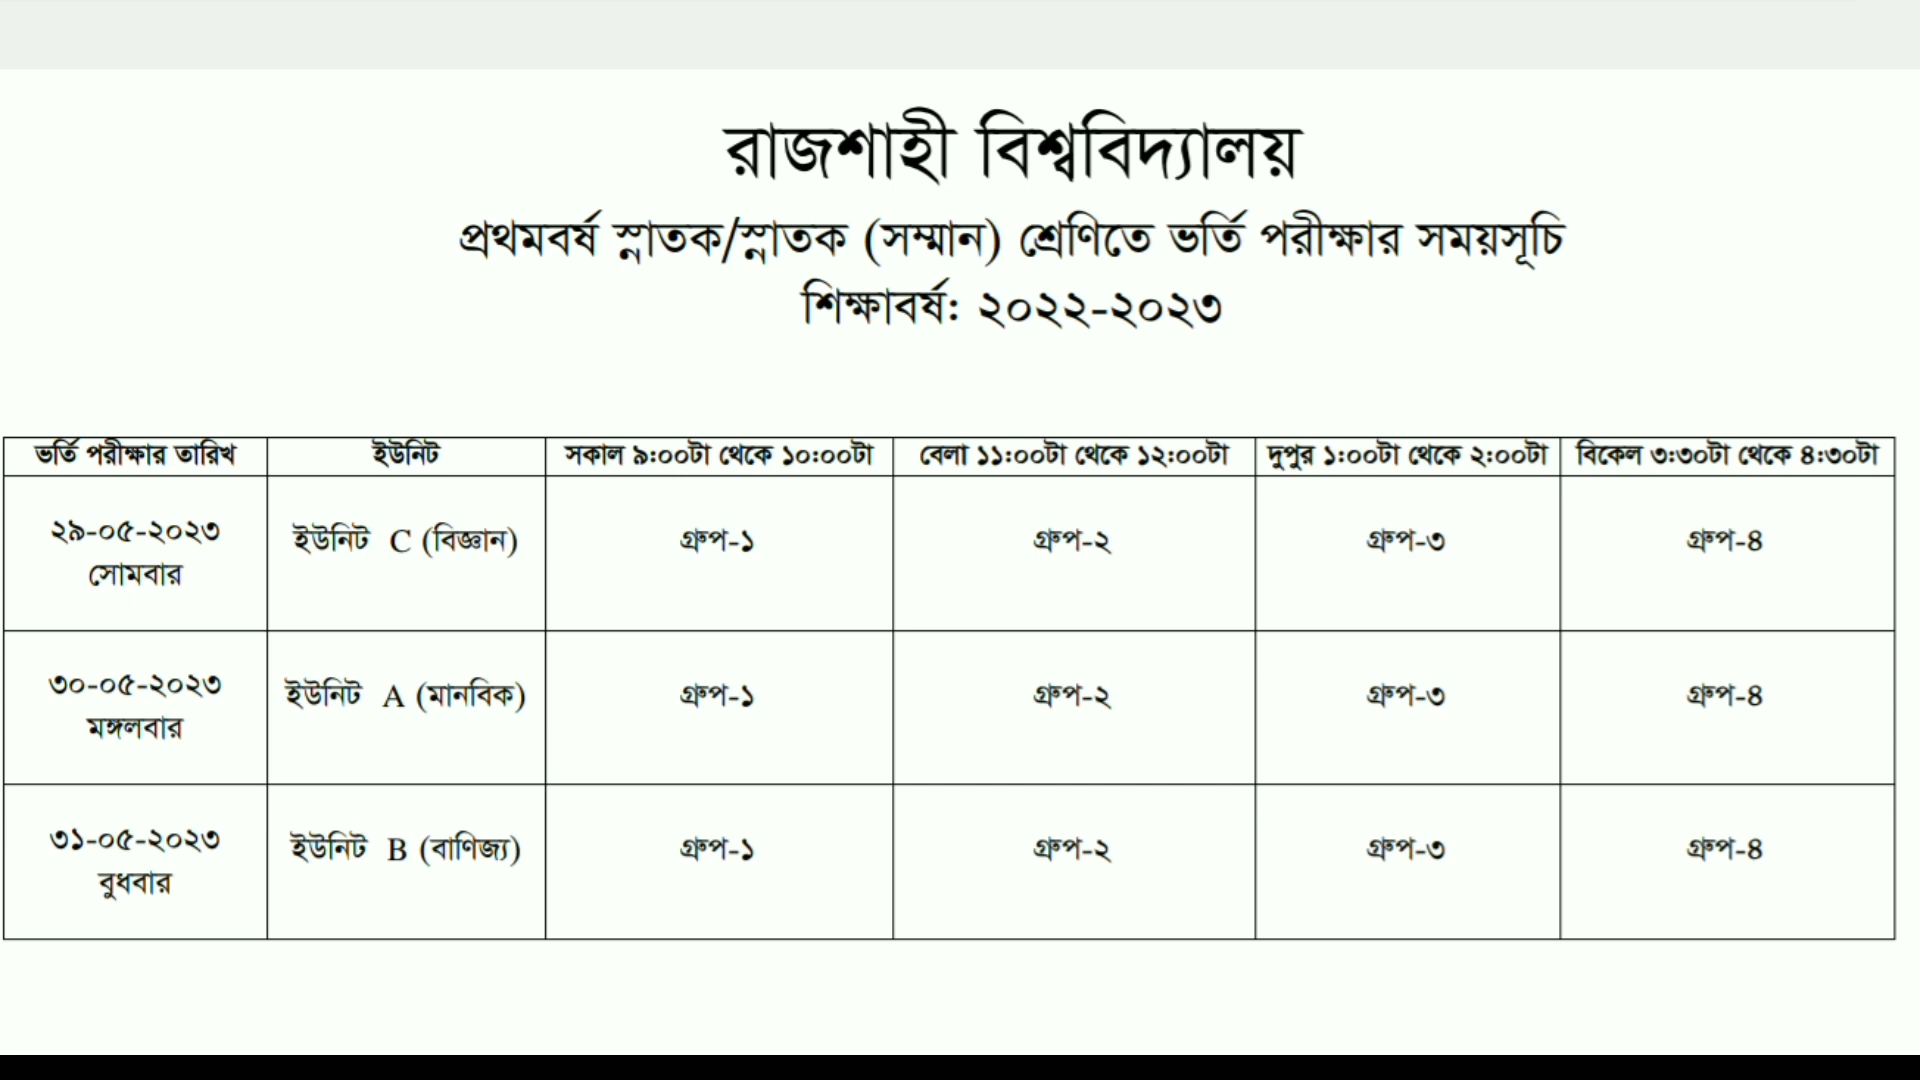 রাজশাহী বিশ্ববিদ্যালয়
প্রথমবর্ষ স্নাতক/স্নাতক (সম্মান) শ্রেণিতে ভর্তি পরীক্ষার সময়সূচি
শিক্ষাবর্ষ: ২০২২-২০২৩
ভর্তি পরীক্ষার তারিখ ইউনিট সকাল ৯:০০টা থেকে ১০:০০টা বেলা ১১:০০টা থেকে ১২:০০টা দুপুর ১:০০টা থেকে ২:০০টা বিকেল ৩:৩০টা থেকে ৪:৩০টা
২৯-০৫-২০২৩
সোমবার
ইউনিট C (বিজ্ঞান) গ্রুপ-১ গ্রুপ-২ গ্রুপ-৩ গ্রুপ-৪
৩০-০৫-২০২৩
মঙ্গলবার
ইউনিট A (মানবিক) গ্রুপ-১ গ্রুপ-২ গ্রুপ-৩ গ্রুপ-৪
৩১-০৫-২০২৩
বুধবার
ইউনিট B (বাণিজ্য) গ্রুপ-১ গ্রুপ-২ গ্রুপ-৩ গ্রুপ-৪